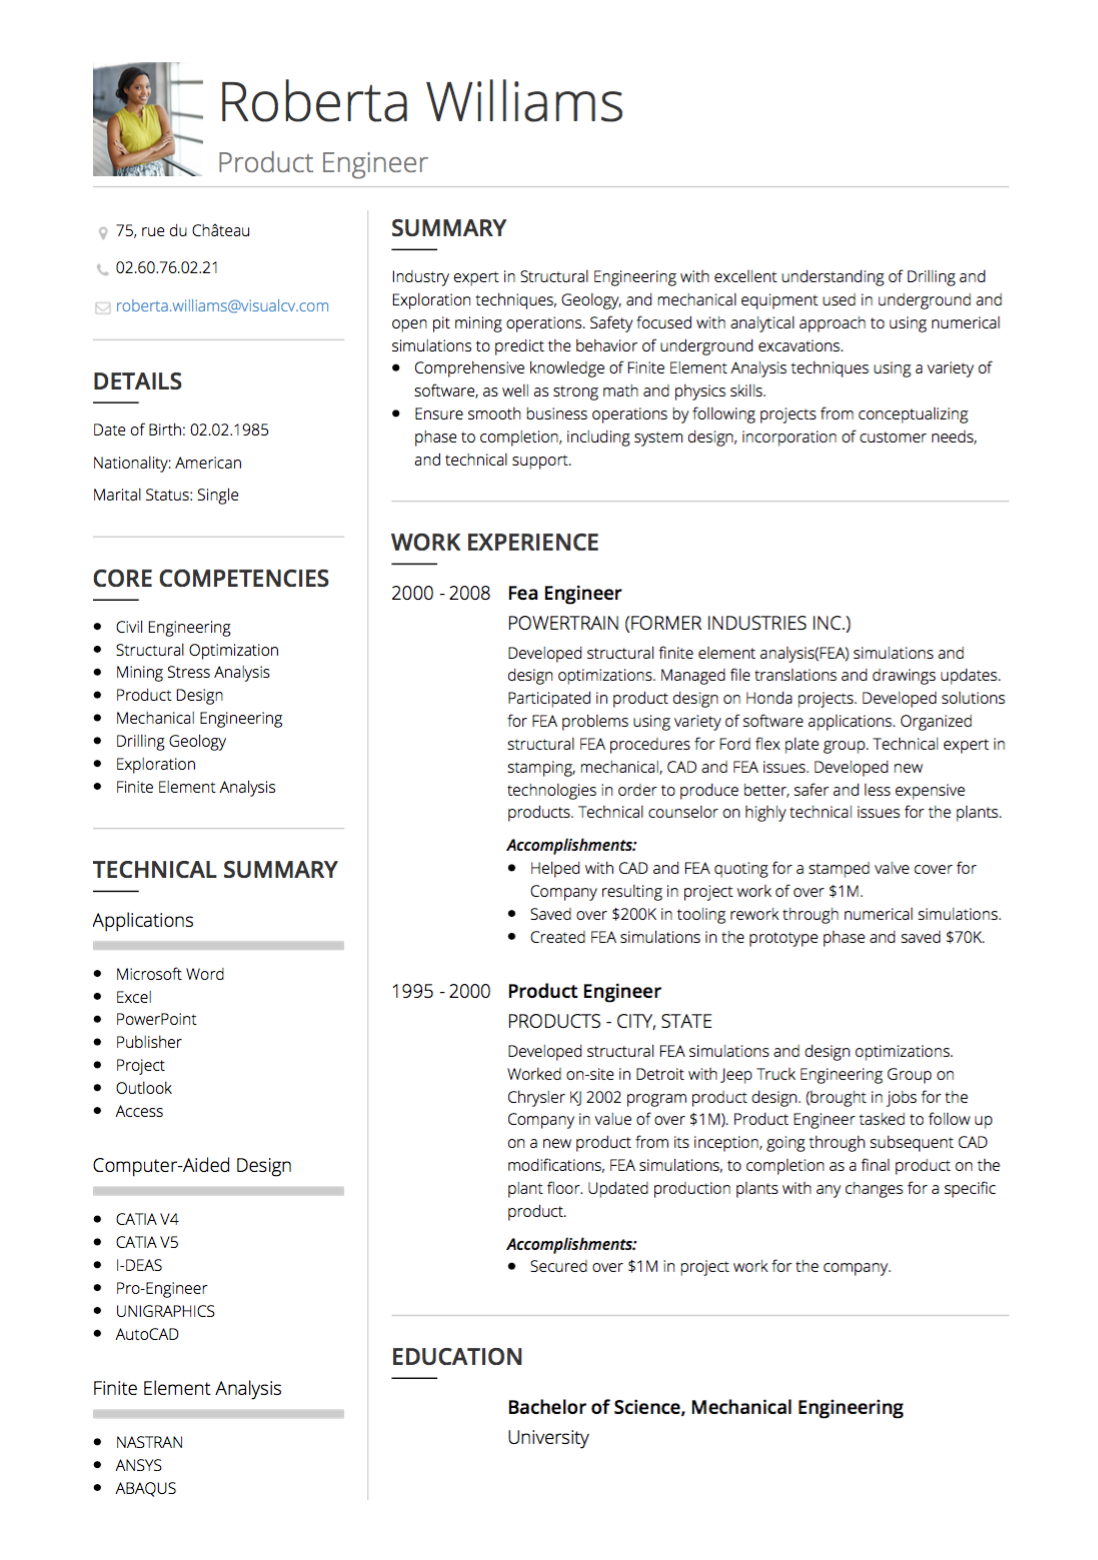 Roberta Williams
Product Engineer
75, rue du Château
02.60.76.02.21
roberta.williams@visualcv.com
DETAILS
Date of Birth: 02.02.1985
Nationality: American
Marital Status: Single
CORE COMPETENCIES
• Civil Engineering
• Structural Optimization
• Mining Stress Analysis
• Product Design
• Mechanical Engineering
• Drilling Geology
• Exploration
• Finite Element Analysis
TECHNICAL SUMMARY
Applications
• Microsoft Word
• Excel
• PowerPoint
• Publisher
• Project
• Outlook
• Access
Computer-Aided Design
• CATIA V4
• CATIA V5
• I-DEAS
• Pro-Engineer
• UNIGRAPHICS
• AutoCAD
Finite Element Analysis
• NASTRAN
• ANSYS
• ABAQUS
SUMMARY
Industry expert in Structural Engineering with excellent understanding of Drilling and
Exploration techniques, Geology, and mechanical equipment used in underground and
open pit mining operations. Safety focused with analytical approach to using numerical
simulations to predict the behavior of underground excavations.
• Comprehensive knowledge of Finite Element Analysis techniques using a variety of
software, as well as strong math and physics skills.
• Ensure smooth business operations by following projects from conceptualizing
phase to completion, including system design, incorporation of customer needs,
and technical support.
WORK EXPERIENCE
2000 - 2008 Fea Engineer
POWERTRAIN (FORMER INDUSTRIES INC.)
Developed structural finite element analysis(FEA) simulations and
design optimizations. Managed file translations and drawings updates.
Participated in product design on Honda projects. Developed solutions
for FEA problems using variety of software applications. Organized
structural FEA procedures for Ford flex plate group. Technical expert in
stamping, mechanical, CAD and FEA issues. Developed new
technologies in order to produce better, safer and less expensive
products. Technical counselor on highly technical issues for the plants.
Accomplishments:
• Helped with CAD and FEA quoting for a stamped valve cover for
Company resulting in project work of over $1M.
• Saved over $200K in tooling rework through numerical simulations.
• Created FEA simulations in the prototype phase and saved $70K.
1995 - 2000 Product Engineer
PRODUCTS - CITY, STATE
Developed structural FEA simulations and design optimizations.
Worked on-site in Detroit with Jeep Truck Engineering Group on
Chrysler KJ 2002 program product design. (brought in jobs for the
Company in value of over $1M). Product Engineer tasked to follow up
on a new product from its inception, going through subsequent CAD
modifications, FEA simulations, to completion as a final product on the
plant floor. Updated production plants with any changes for a specific
product.
Accomplishments:
• Secured over $1M in project work for the company.
EDUCATION
Bachelor of Science, Mechanical Engineering
University